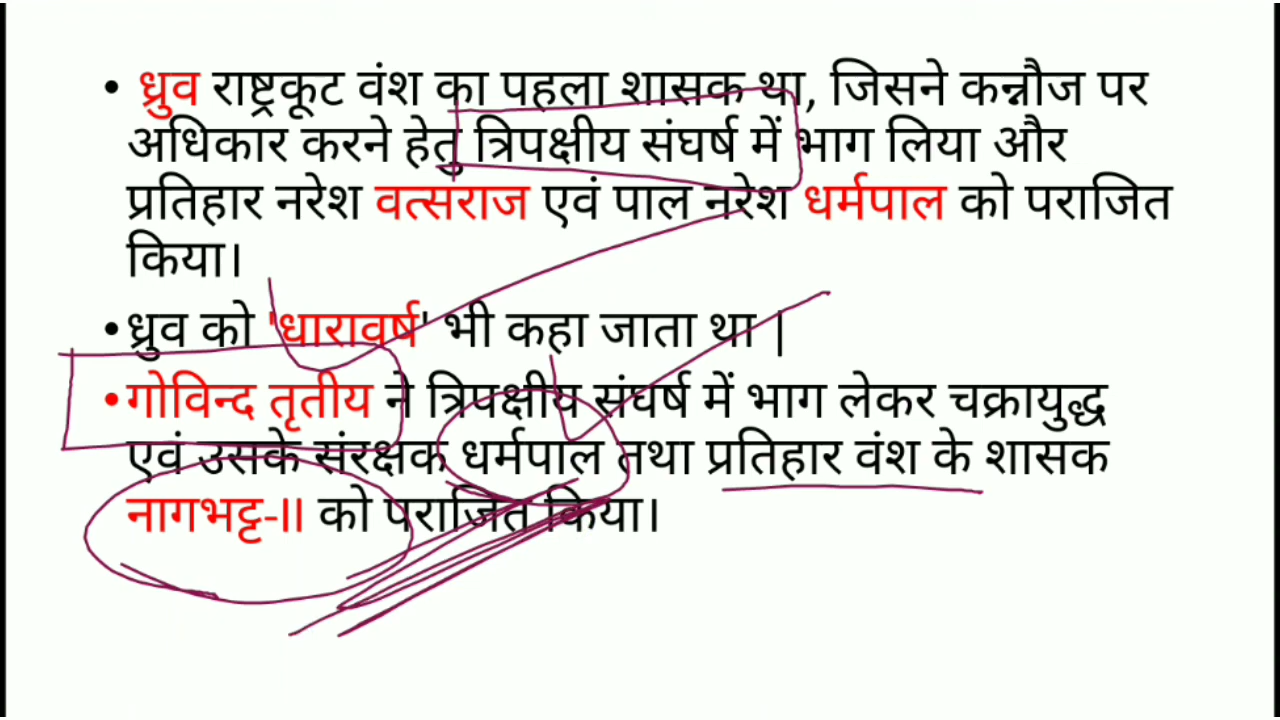 • ध्रुव राष्ट्रकूट वंश का पहला शासक था, जिसने कन्नौज पर
अधिकार करने हेतु त्रिपक्षीय संघर्ष में भाग लिया और
प्रतिहार नरेश वत्सराज एवं पाल नरेश धर्मपाल को पराजित
किया।
• ध्रुव को 'धारावर्ष' भी कहा जाता था |
• गोविन्द तृतीय ने त्रिपक्षीय संघर्ष में भाग लेकर चक्रायुद्ध
एवं उसके संरक्षक धर्मपाल तथा प्रतिहार वंश के शासक
नागभट्ट-II को पराजित किया।